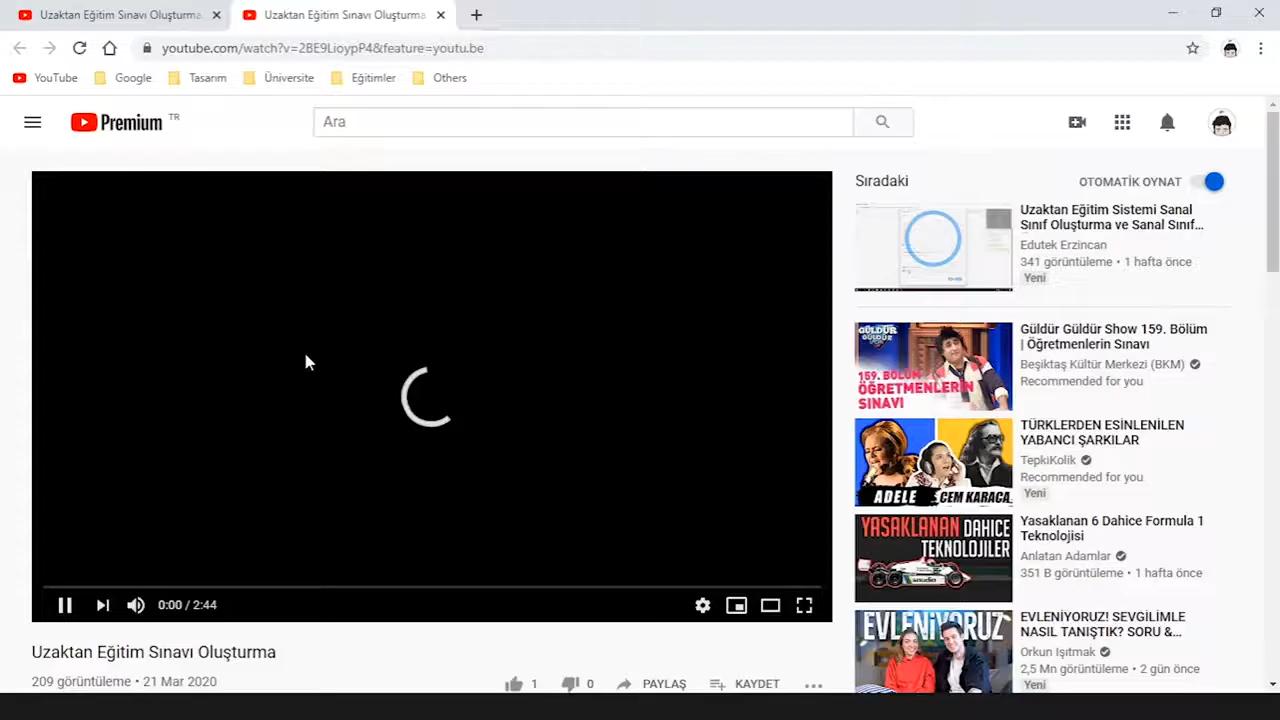 Uzaktan Eğitim Sınavı Oluşturma
Uzaktan Eğitim Sınavı Oluşturma
youtube.com/watch?v=2BE9LioypP4&feature=youtu.be
YouTube Google Tasarım Üniversite Eğitimler Others
Premium TR
Ara
Sıradaki
OTOMATİK OYNAT
Uzaktan Eğitim Sistemi Sanal
Sınıf Oluşturma ve Sanal Sınıf...
Edutek Erzincan
341 görüntüleme • 1 hafta önce
Yeni
GÜLDÜR
GÜLDÜR
159. BÖLÜM
ÖĞRETMENLERİN
SINAVI
Güldür Güldür Show 159. Bölüm
| Öğretmenlerin Sınavı
Beşiktaş Kültür Merkezi (BKM)
Recommended for you
ADELE CEM KARACA
TÜRKLERDEN ESİNLENİLEN
YABANCI ŞARKILAR
TepkiKolik
Recommended for you
Yeni
YASAKLANAN DAHICE
TEKNOLOJILER
Yasaklanan 6 Dahice Formula 1
Teknolojisi
Anlatan Adamlar
351 B görüntüleme • 1 hafta önce
EVLENİYORUZ
EVLENİYORUZ! SEVGİLİMLE
NASIL TANIŞTIK? SORU &...
Orkun Işıtmak
2,5 Mn görüntüleme • 2 gün önce
Yeni
0:00 / 2:44
Uzaktan Eğitim Sınavı Oluşturma
209 görüntüleme • 21 Mar 2020
1 0 PAYLAŞ KAYDET